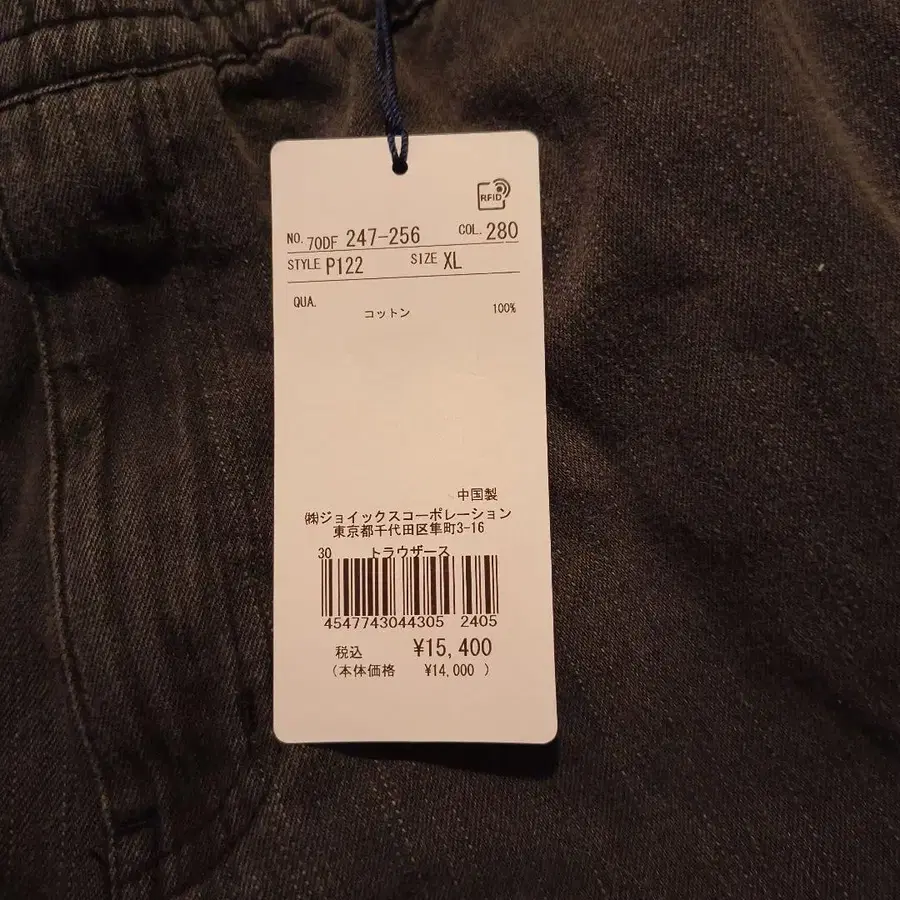 RFID
NO. 70DF 247-256 COL. 280
STYLE P122 SIZE XL
QUA.
コットン 100%
中国製
㈱ジョイックスコーポレーション
東京都千代田区隼町3-16
30 トラウザース
4547743044305 2405
税込 ¥15,400
(本体価格 ¥14,000 )